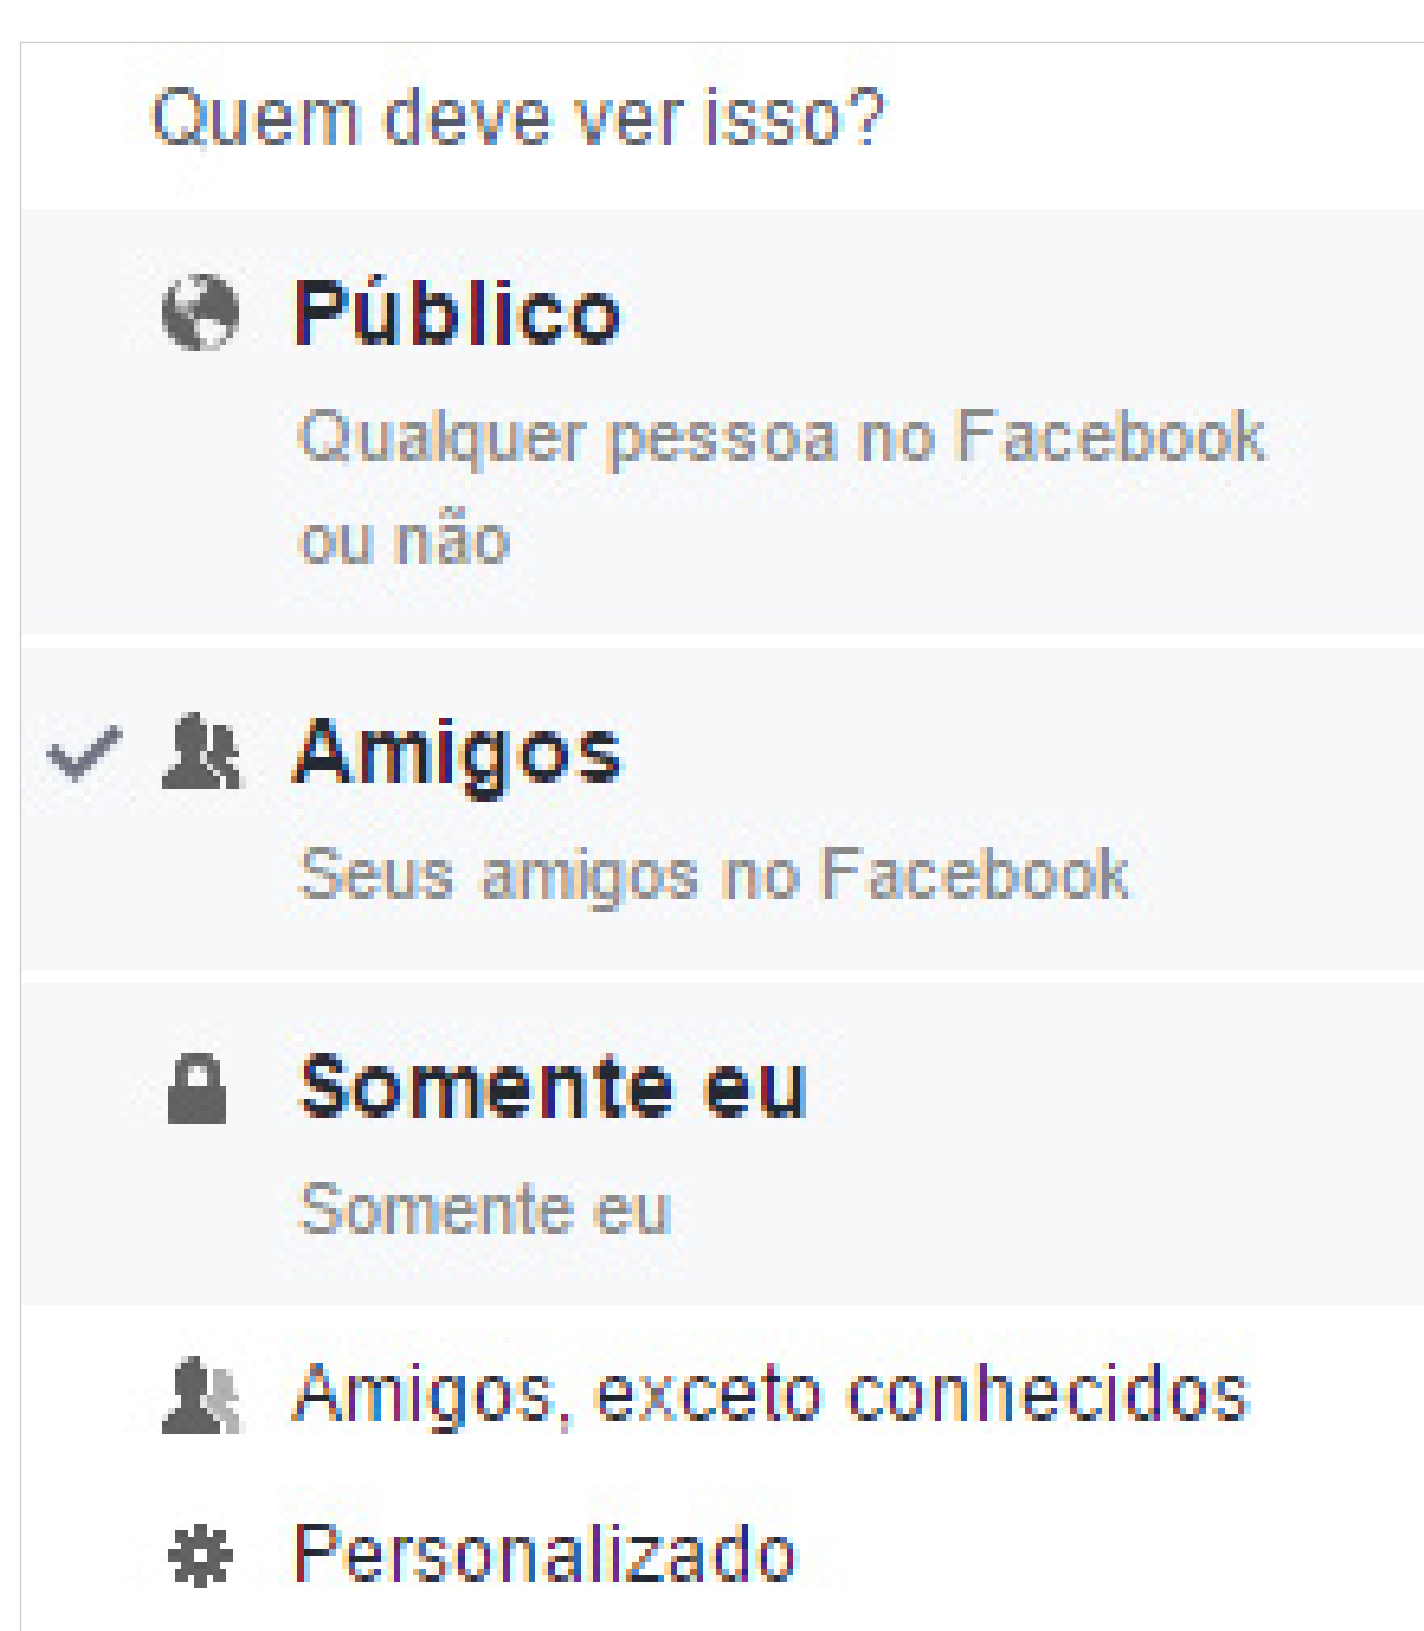 Quem deve ver isso?
Público
Qualquer pessoa no Facebook
ou não
Amigos
Seus amigos no Facebook
Somente eu
Somente eu
Amigos, exceto conhecidos
Personalizado